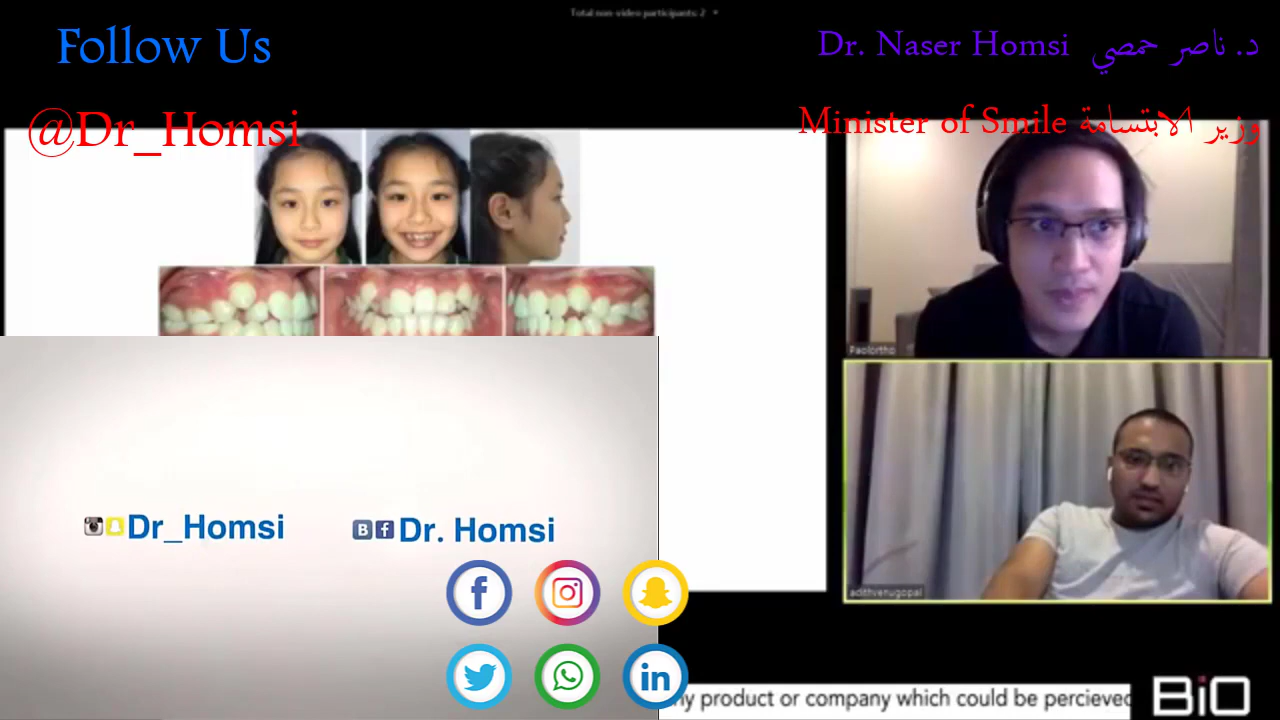 Total non-video participants: 2
Follow Us
Dr. Naser Homsi د. ناصر حمصي
@Dr_Homsi
Minister of Smile وزير الابتسامة
Paolortho
Dr_Homsi
B f Dr. Homsi
adithvenugopal
f
in
ny product or company which could be percieved
BiO